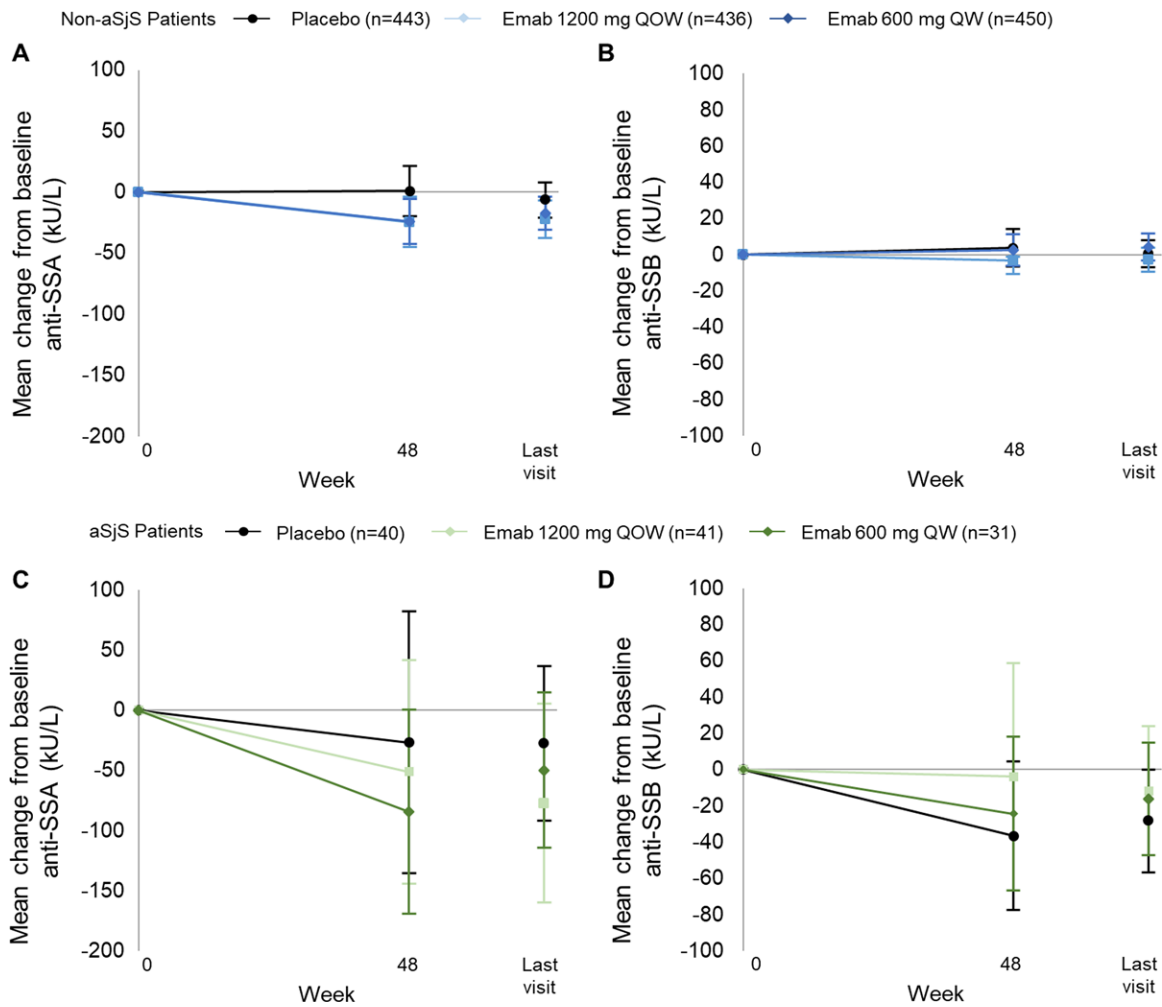 Non-aSjS Patients Placebo (n=443) Emab 1200 mg QOW (n=436) Emab 600 mg QW (n=450)
A
Mean change from baseline
anti-SSA (kU/L)
100
50
0
-50
-100
-150
-200
0
48
Last
visit
Week
B
Mean change from baseline
anti-SSB (kU/L)
100
80
60
40
20
0
-20
-40
-60
-80
-100
0
48
Last
visit
Week
aSjS Patients Placebo (n=40) Emab 1200 mg QOW (n=41) Emab 600 mg QW (n=31)
C
Mean change from baseline
anti-SSA (kU/L)
100
50
0
-50
-100
-150
-200
0
48
Last
visit
Week
D
Mean change from baseline
anti-SSB (kU/L)
100
80
60
40
20
0
-20
-40
-60
-80
-100
0
48
Last
visit
Week